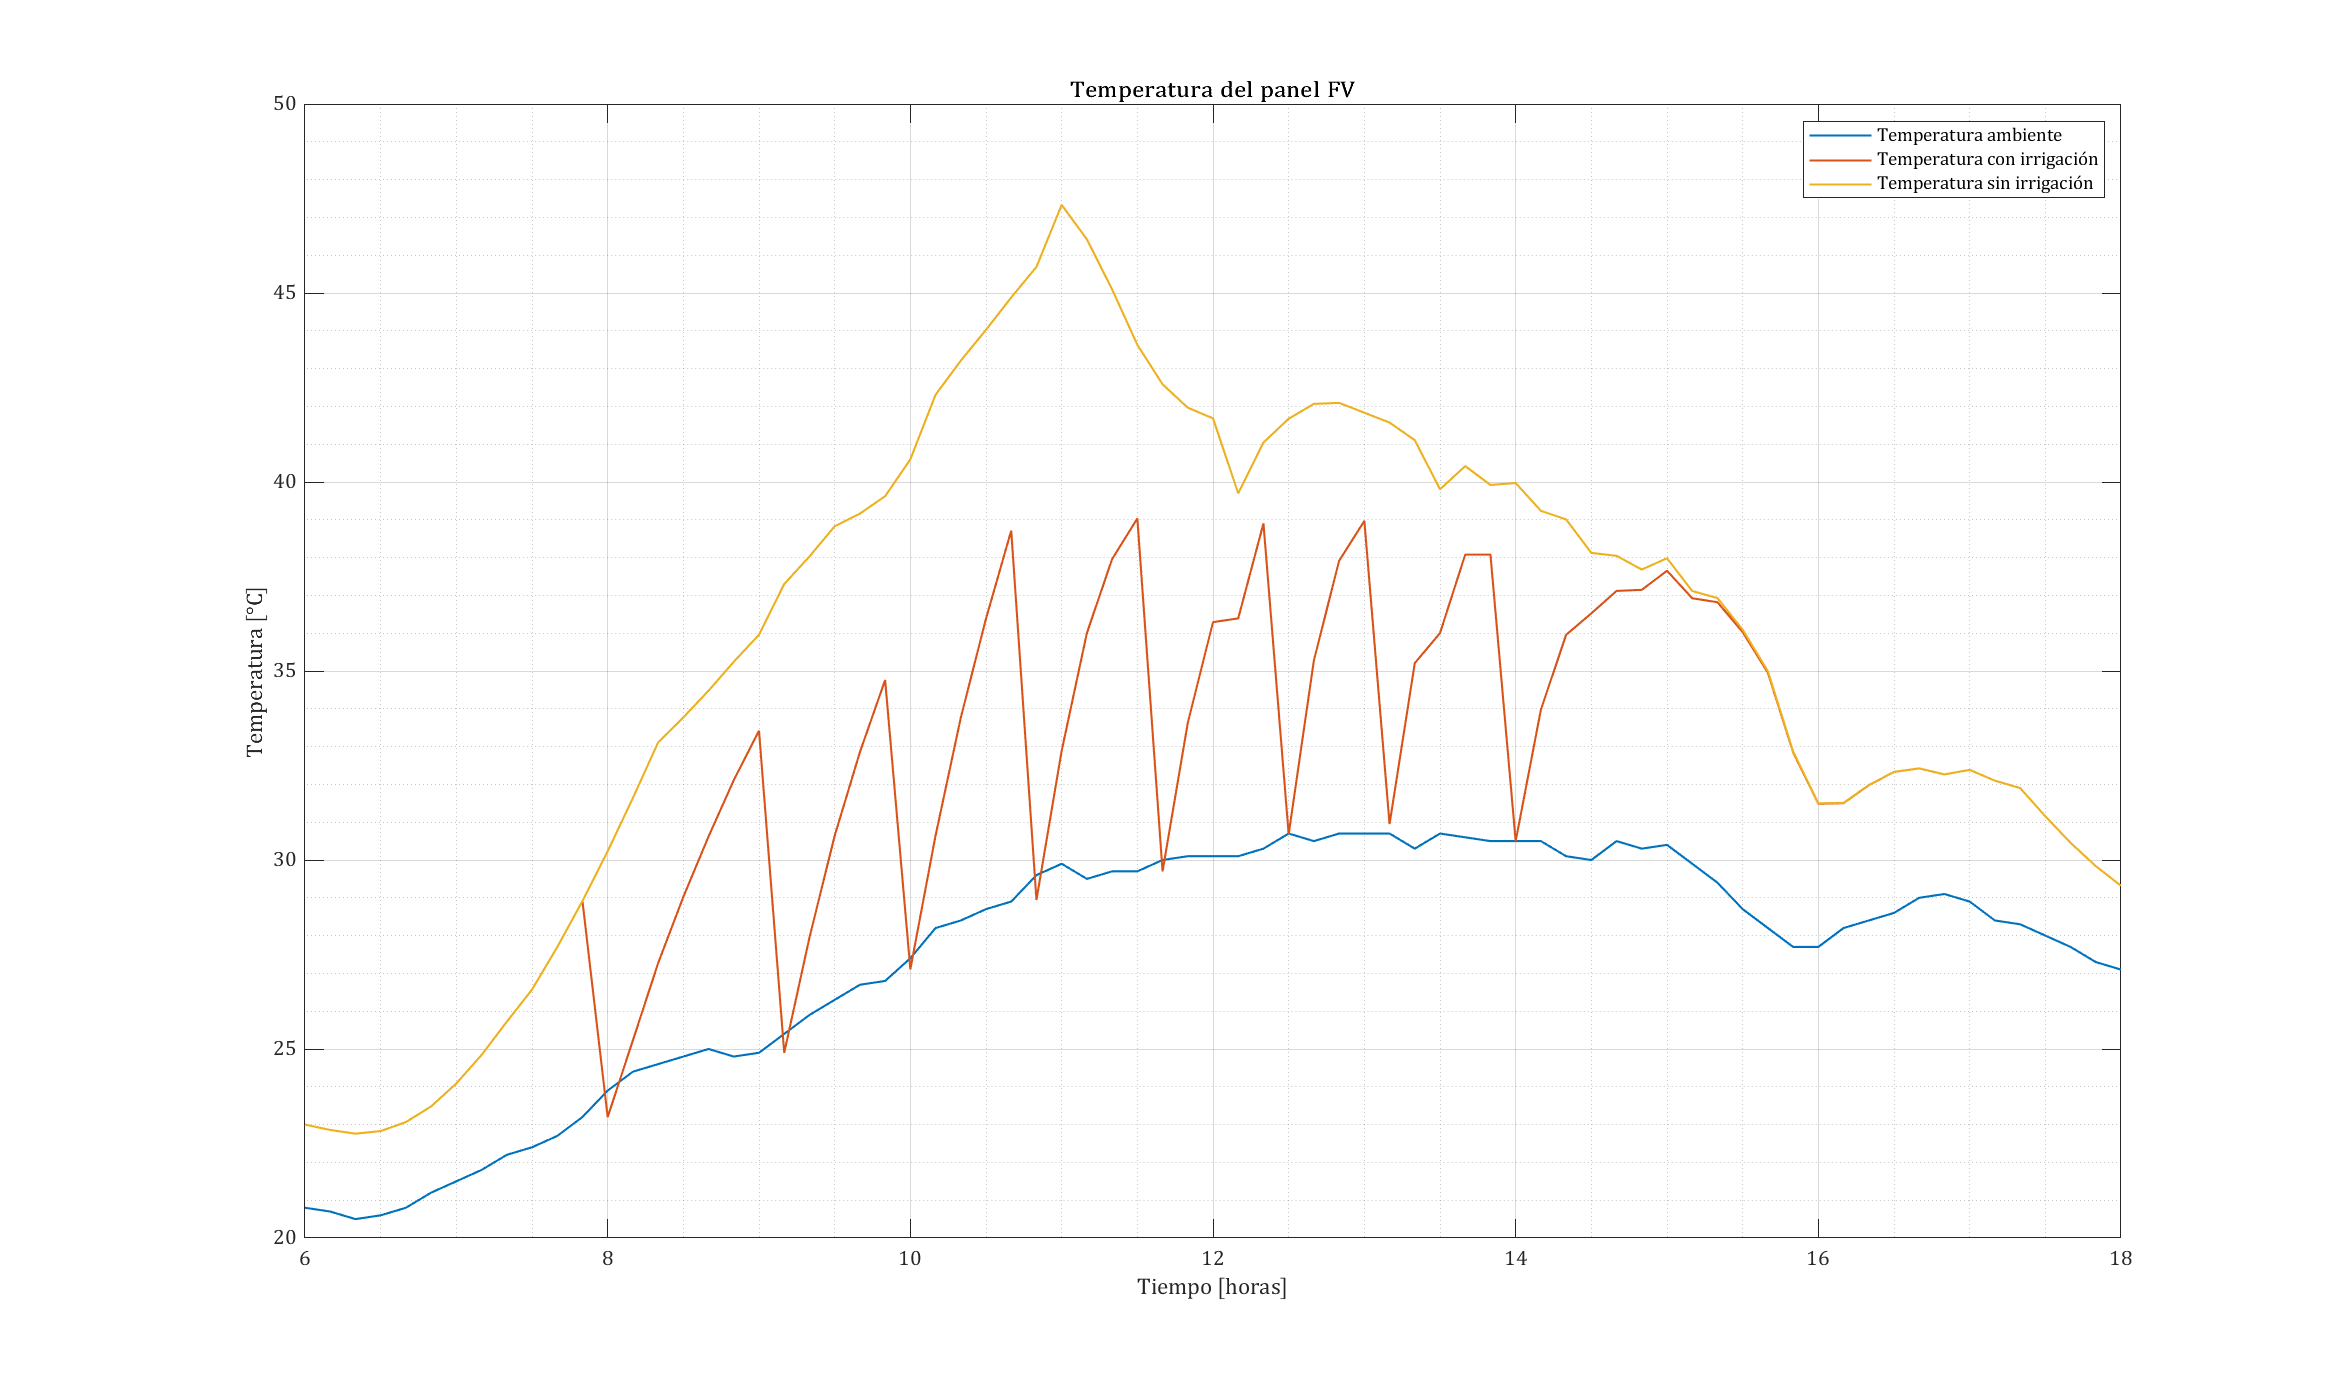 Temperatura del panel FV
50
45
40
35
30
25
20
Temperatura [°C]
Temperatura ambiente
Temperatura con irrigación
Temperatura sin irrigación
6 8 10 12 14 16 18
Tiempo [horas]